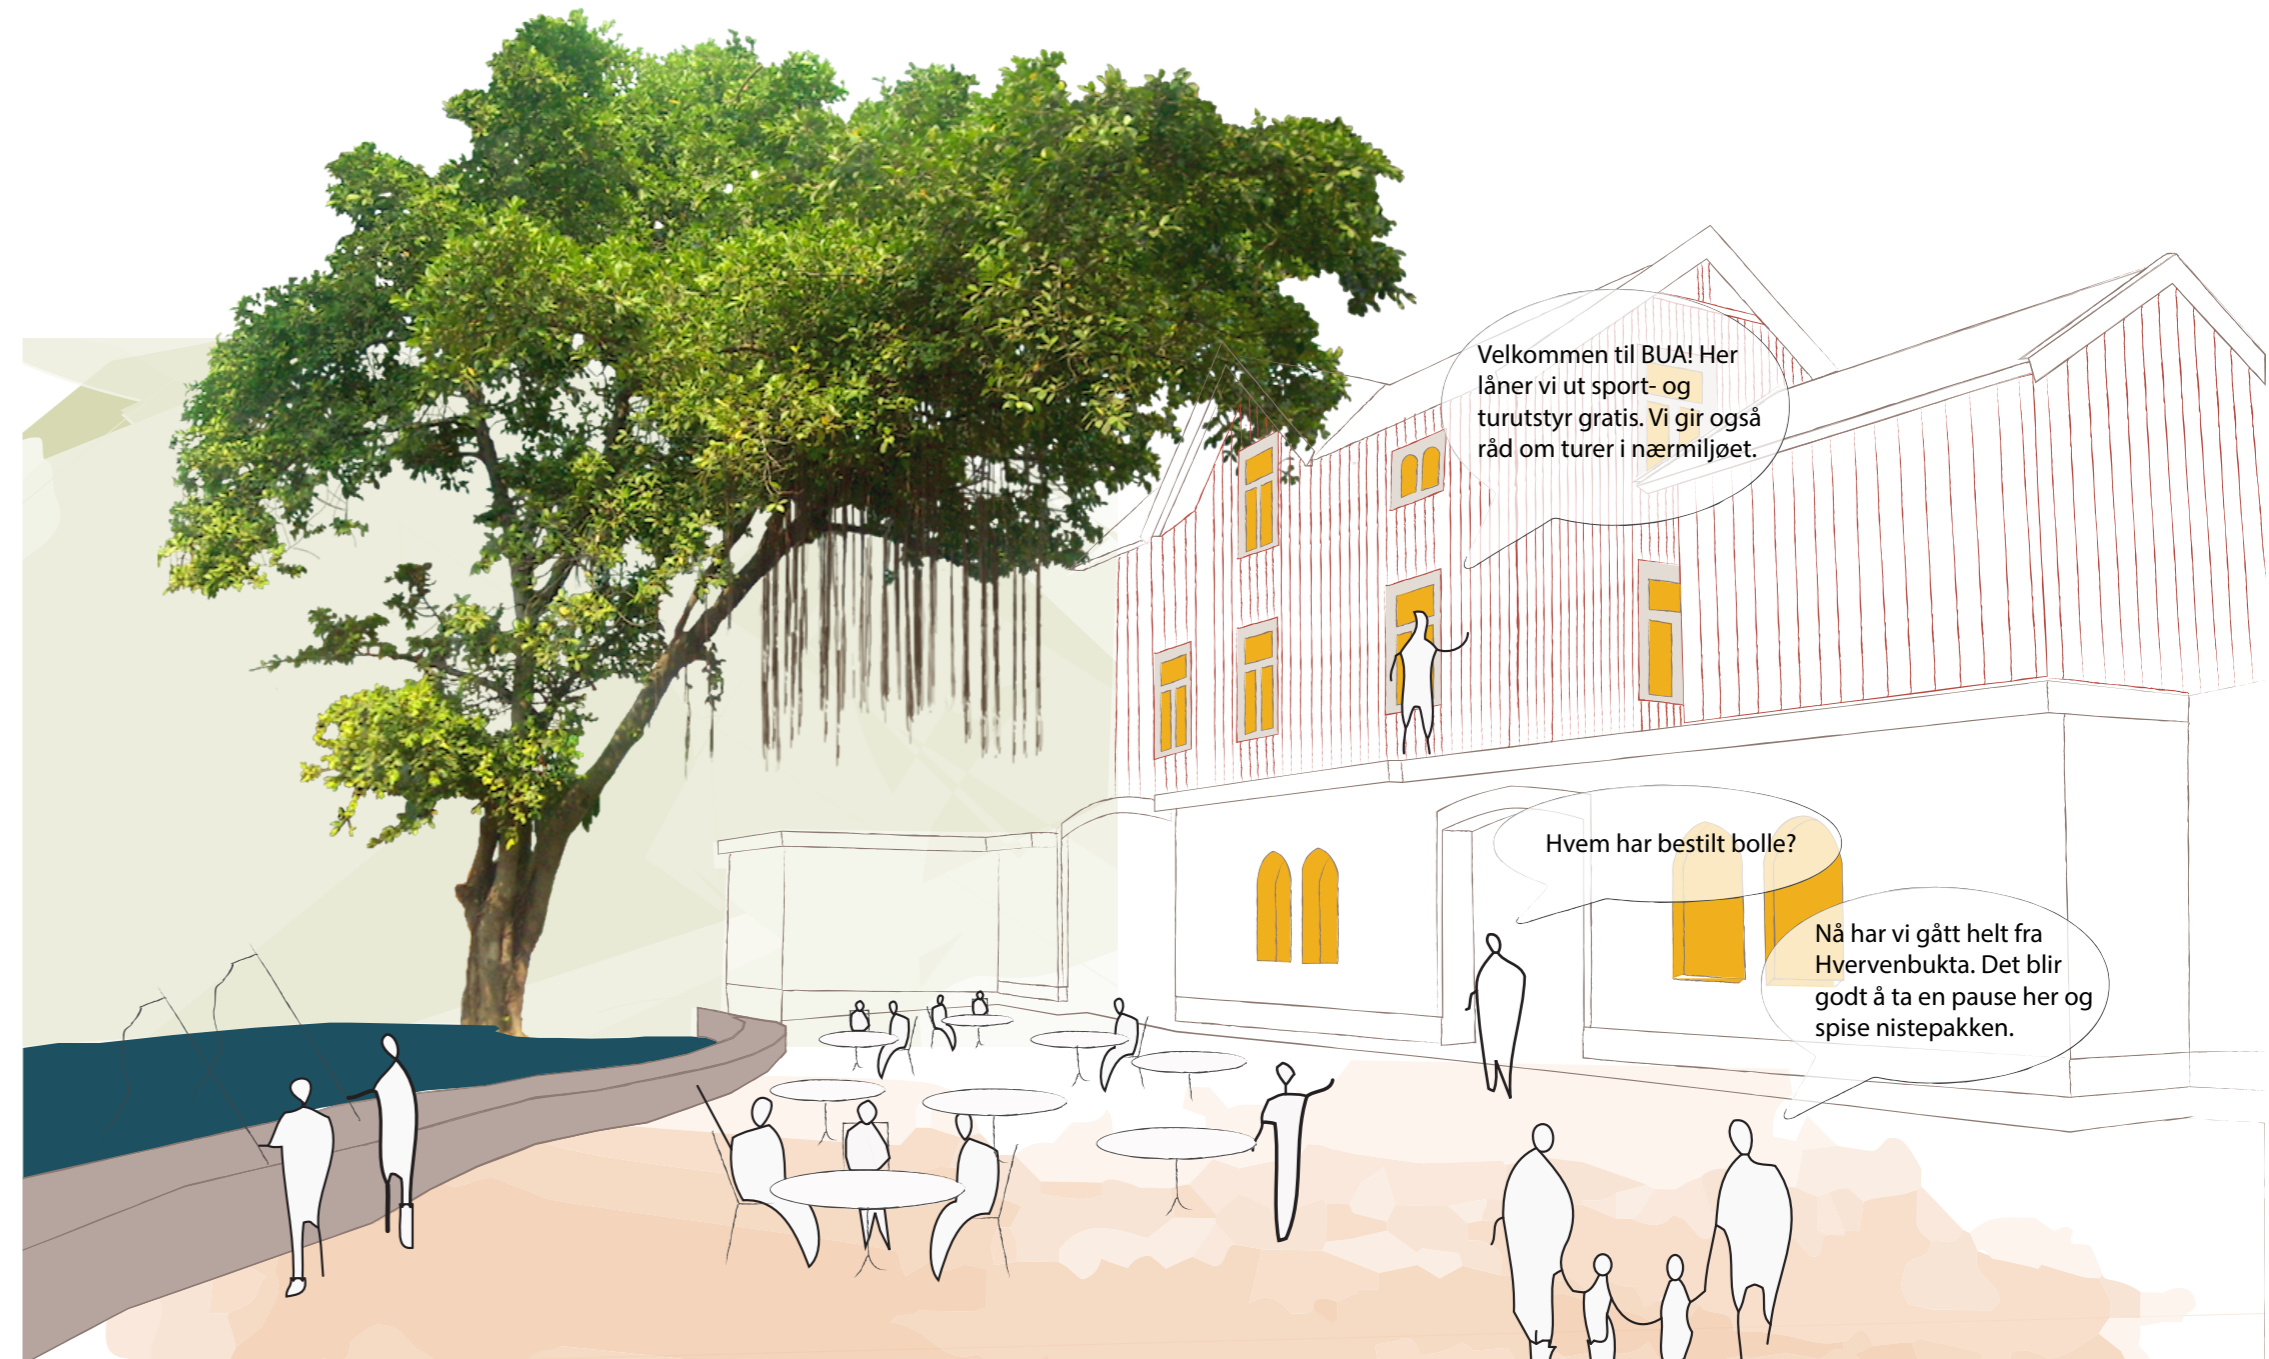 Velkommen til BUA! Her
låner vi ut sport- og
turutstyr gratis. Vi gir også
råd om turer i nærmiljøet.
Hvem har bestilt bolle?
Nå har vi gått helt fra
Hvervenbukta. Det blir
godt å ta en pause her og
spise nistepakken.